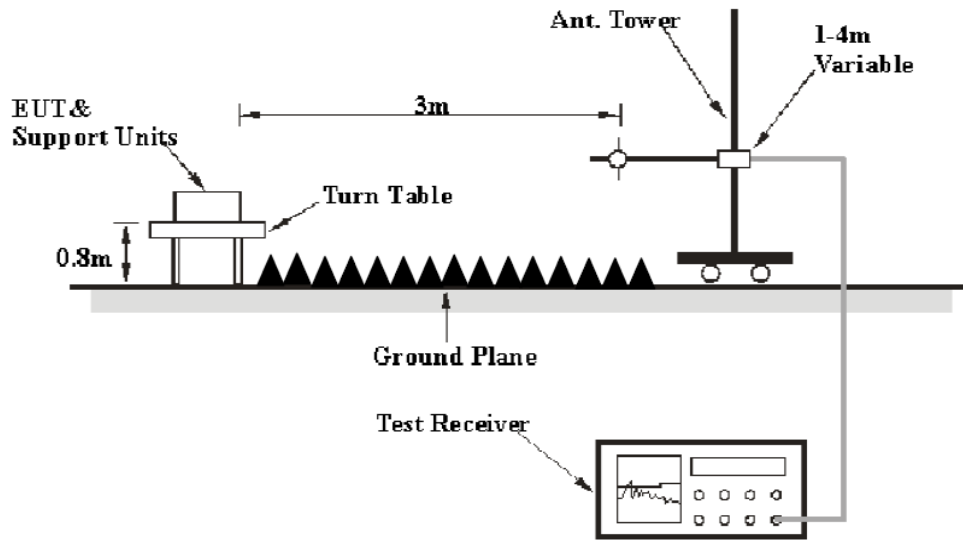 Ant. Tower
1-4m
Variable
3m
EUT&
Support Units
Turn Table
0.8m
Ground Plane
Test Receiver